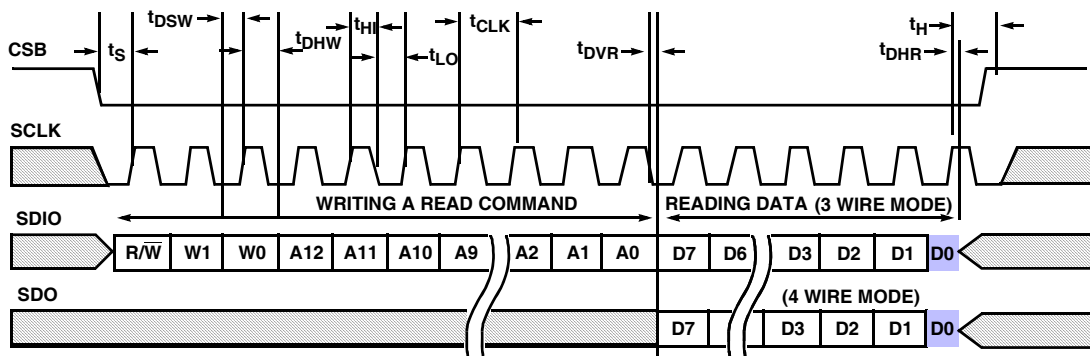 tDSW tHI tCLK tH
CSB tS tDHW tLO tDVR tDHR
SCLK
WRITING A READ COMMAND READING DATA (3 WIRE MODE)
SDIO
R/W W1 W0 A12 A11 A10 A9 A2 A1 A0 D7 D6 D3 D2 D1 D0
SDO
(4 WIRE MODE)
D7 D3 D2 D1 D0